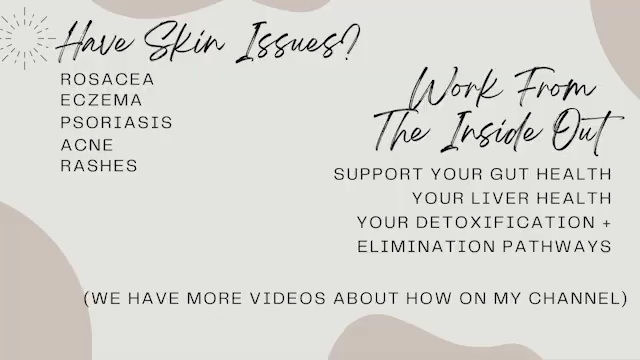 Have Skin Issues?
ROSACEA
ECZEMA
PSORIASIS
ACNE
RASHES
Work From
The Inside Out
SUPPORT YOUR GUT HEALTH
YOUR LIVER HEALTH
YOUR DETOXIFICATION +
ELIMINATION PATHWAYS
(WE HAVE MORE VIDEOS ABOUT HOW ON MY CHANNEL)